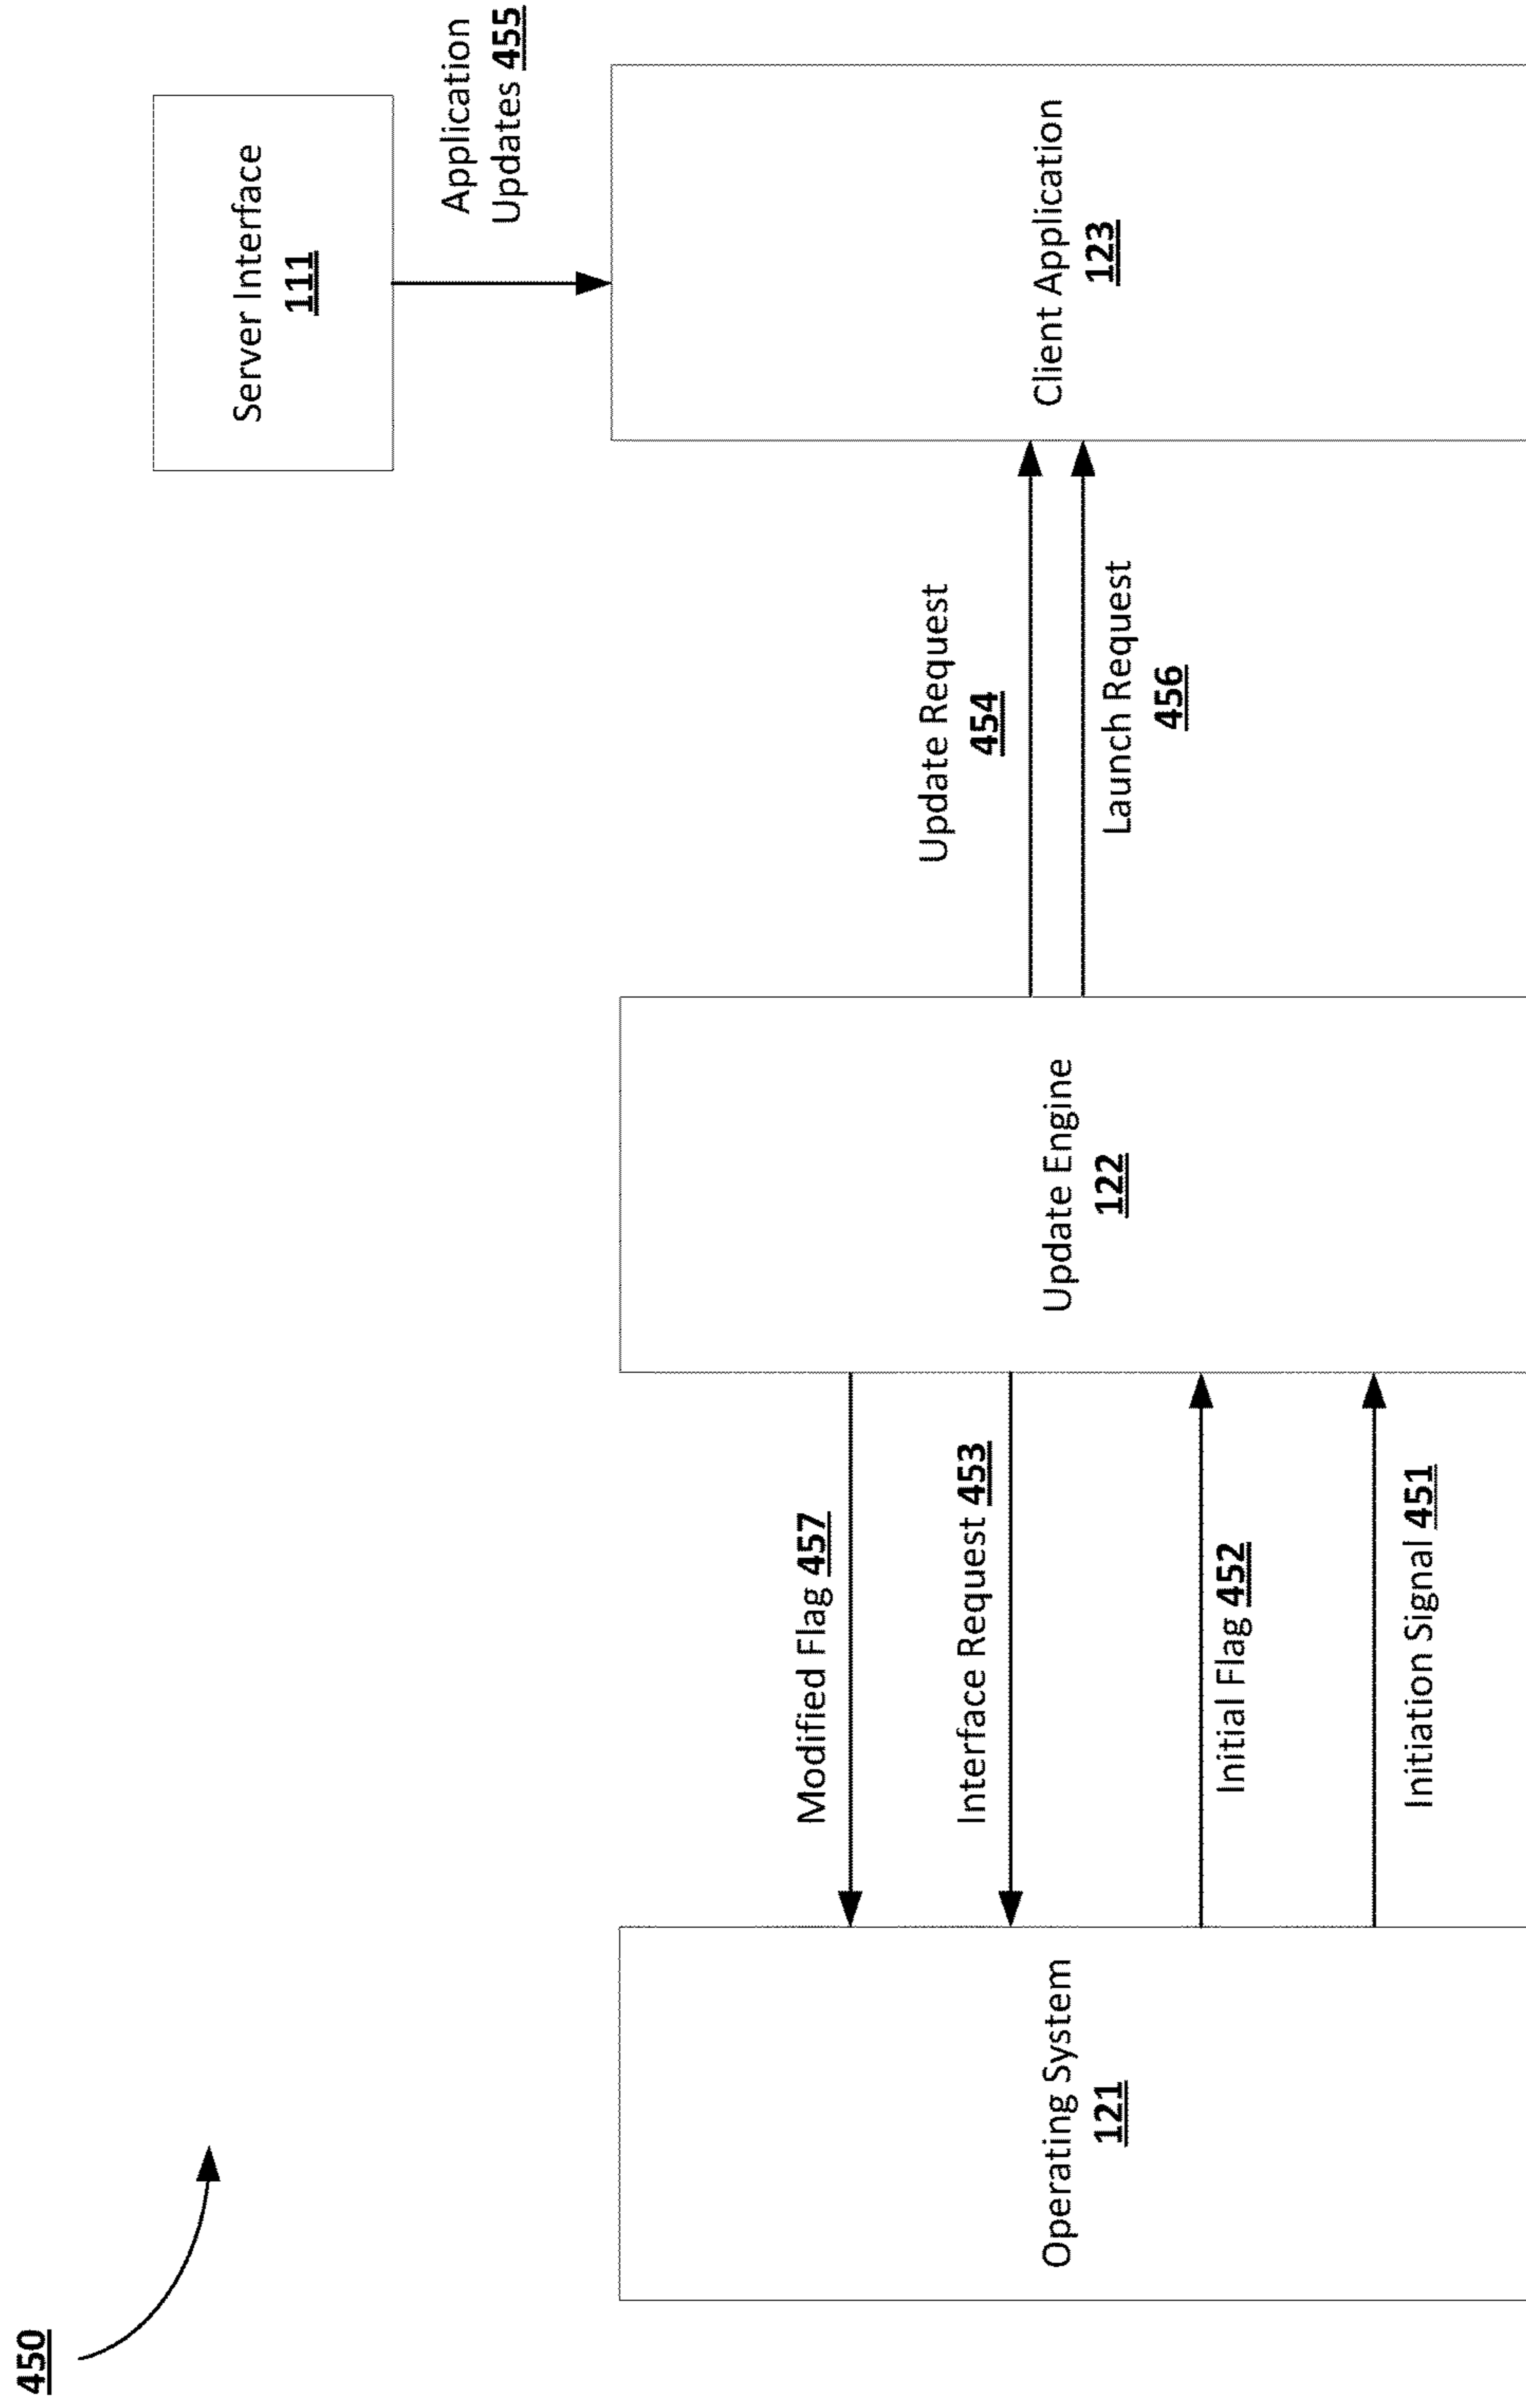 450
Server Interface
111
Application
Updates 455
Operating System
121
Modified Flag 457
Interface Request 453
Initial Flag 452
Initiation Signal 451
Update Engine
122
Update Request
454
Launch Request
456
Client Application
123